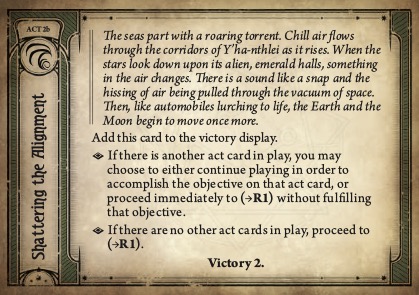 ACT 2b
Shattering the Alignment
The seas part with a roaring torrent. Chill air flows
through the corridors of Y'ha-nthlei as it rises. When the
stars look down upon its alien, emerald halls, something
in the air changes. There is a sound like a snap and the
hissing of air being pulled through the vacuum of space.
Then, like automobiles lurching to life, the Earth and the
Moon begin to move once more.
Add this card to the victory display.
If there is another act card in play, you may
choose to either continue playing in order to
accomplish the objective on that act card, or
proceed immediately to (→R1) without fulfilling
that objective.
If there are no other act cards in play, proceed to
(→R1).
Victory 2.